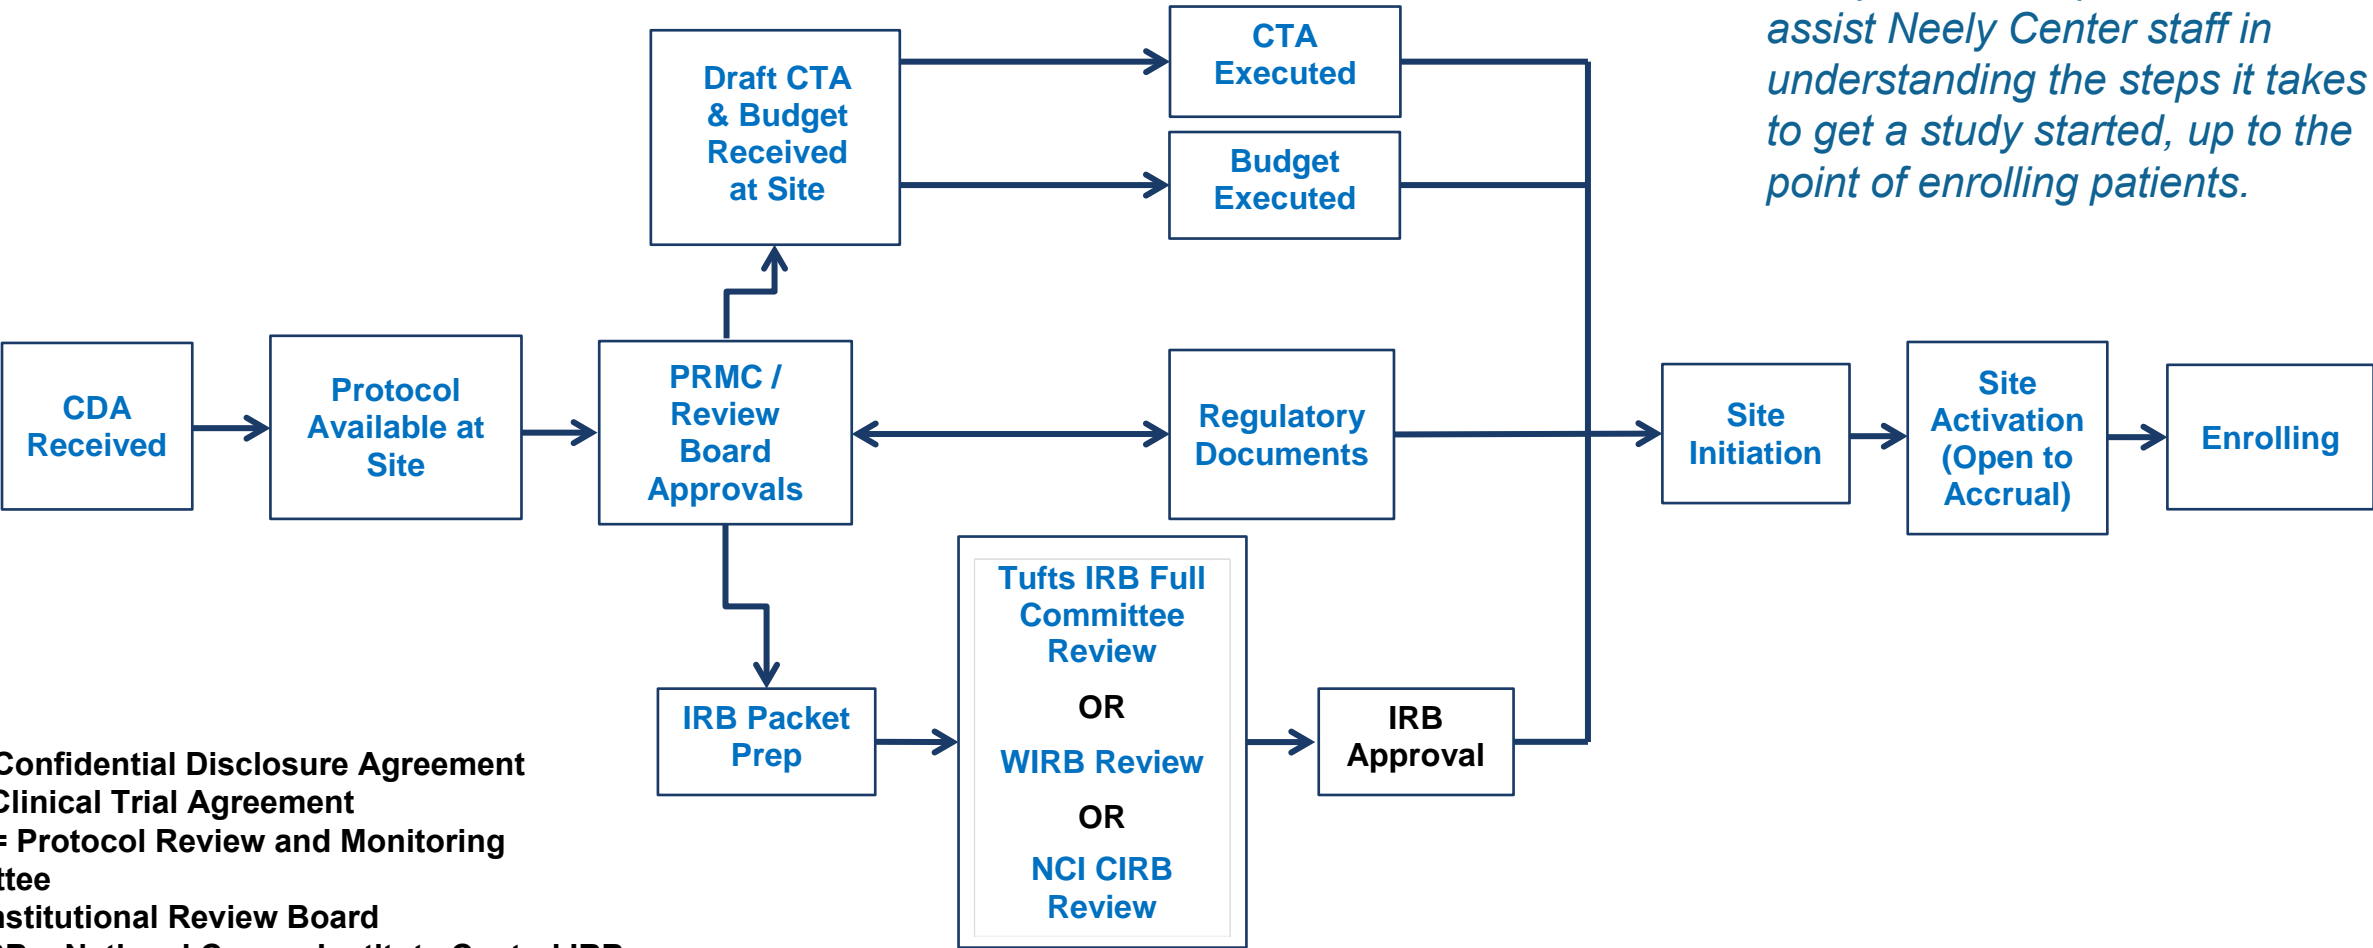 assist Neely Center staff in
understanding the steps it takes
to get a study started, up to the
point of enrolling patients.
CTA
Executed
Draft CTA
& Budget
Received
at Site
Budget
Executed
CDA
Received
Protocol
Available at
Site
PRMC /
Review
Board
Approvals
Regulatory
Documents
Site
Initiation
Site
Activation
(Open to
Accrual)
Enrolling
Tufts IRB Full
Committee
Review
OR
WIRB Review
OR
NCI CIRB
Review
IRB Packet
Prep
IRB
Approval
Confidential Disclosure Agreement
Clinical Trial Agreement
= Protocol Review and Monitoring
ttee
nstitutional Review Board